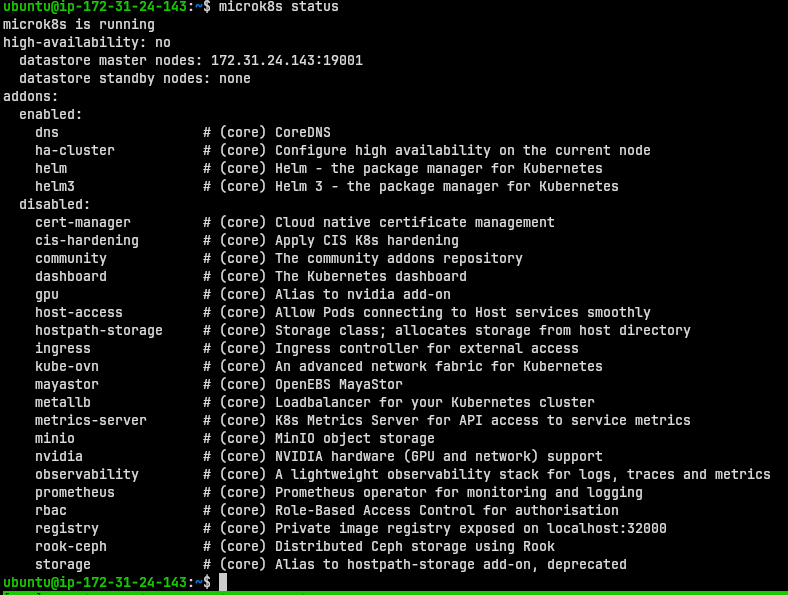 ubuntu@ip-172-31-24-143:~$ microk8s status
microk8s is running
high-availability: no
  datastore master nodes: 172.31.24.143:19001
  datastore standby nodes: none
addons:
  enabled:
    dns                  # (core) CoreDNS
    ha-cluster           # (core) Configure high availability on the current node
    helm                 # (core) Helm - the package manager for Kubernetes
    helm3                # (core) Helm 3 - the package manager for Kubernetes
  disabled:
    cert-manager         # (core) Cloud native certificate management
    cis-hardening        # (core) Apply CIS K8s hardening
    community            # (core) The community addons repository
    dashboard            # (core) The Kubernetes dashboard
    gpu                  # (core) Alias to nvidia add-on
    host-access          # (core) Allow Pods connecting to Host services smoothly
    hostpath-storage     # (core) Storage class; allocates storage from host directory
    ingress              # (core) Ingress controller for external access
    kube-ovn             # (core) An advanced network fabric for Kubernetes
    mayastor             # (core) OpenEBS MayaStor
    metallb              # (core) Loadbalancer for your Kubernetes cluster
    metrics-server       # (core) K8s Metrics Server for API access to service metrics
    minio                # (core) MinIO object storage
    nvidia               # (core) NVIDIA hardware (GPU and network) support
    observability        # (core) A lightweight observability stack for logs, traces and metrics
    prometheus           # (core) Prometheus operator for monitoring and logging
    rbac                 # (core) Role-Based Access Control for authorisation
    registry             # (core) Private image registry exposed on localhost:32000
    rook-ceph            # (core) Distributed Ceph storage using Rook
    storage              # (core) Alias to hostpath-storage add-on, deprecated
ubuntu@ip-172-31-24-143:~$